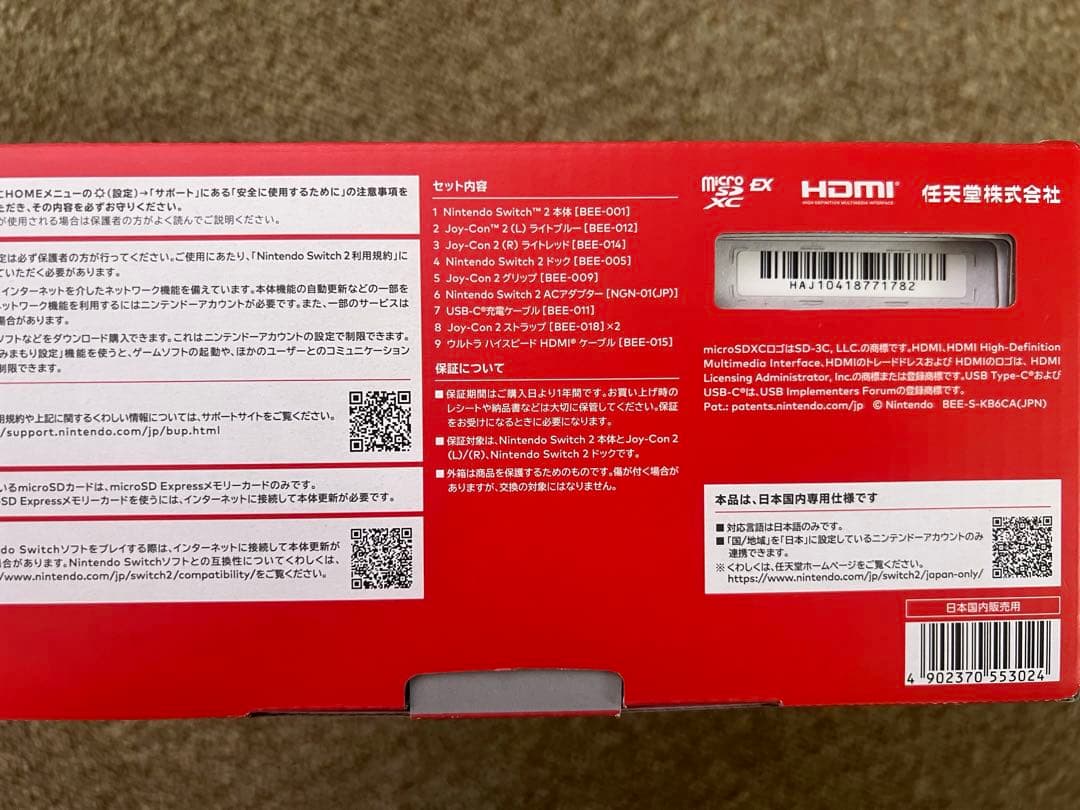 HOMEメニューの (設定)→「サポート」にある「安全に使用するために」の注意事項を
ただき、その内容を必ずお守りください。
が使用される場合は保護者の方がよく読んでご説明ください。
定は必ず保護者の方が行ってください。ご使用にあたり、「Nintendo Switch 2利用規約」に
ていただく必要があります。
インターネットを介したネットワーク機能を備えています。本体機能の自動更新などの一部を
ットワーク機能を利用するにはニンテンドーアカウントが必要です。また、一部のサービスは
場合があります。
ソフトなどをダウンロード購入できます。これはニンテンドーアカウントの設定で制限できます。
みまもり設定」機能を使うと、ゲームソフトの起動や、ほかのユーザーとのコミュニケーション
制限できます。
用規約や上記に関するくわしい情報については、サポートサイトをご覧ください。
/support.nintendo.com/jp/bup.html
いるmicroSDカードは、microSD Expressメモリーカードのみです。
SD Expressメモリーカードを使うには、インターネットに接続して本体更新が必要です。
do Switchソフトをプレイする際は、インターネットに接続して本体更新が
場合があります。Nintendo Switchソフトとの互換性についてくわしくは、
/www.nintendo.com/jp/switch2/compatibility/をご覧ください。
セット内容
1 Nintendo Switch™ 2 本体 [BEE-001]
2 Joy-Con™ 2 (L) ライトブルー [BEE-012]
3 Joy-Con 2 (R) ライトレッド [BEE-014]
4 Nintendo Switch 2 ドック [BEE-005]
5 Joy-Con 2 グリップ [BEE-009]
6 Nintendo Switch 2 ACアダプター [NGN-01(JP)]
7 USB-C®充電ケーブル [BEE-011]
8 Joy-Con 2 ストラップ [BEE-018]×2
9 ウルトラ ハイスピード HDMI® ケーブル [BEE-015]
保証について
■ 保証期間はご購入日より1年間です。お買い上げ時の
レシートや納品書などは大切に保管してください。保証
をお受けになるときに必要になります。
■ 保証対象は、Nintendo Switch 2 本体とJoy-Con 2
(L)/(R)、Nintendo Switch 2 ドックです。
■ 外箱は商品を保護するためのものです。傷が付く場合が
ありますが、交換の対象にはなりません。
micro SD XC EX
HDMI®
HIGH-DEFINITION MULTIMEDIA INTERFACE
任天堂株式会社
HAJ10418771782
microSDXCロゴはSD-3C, LLC.の商標です。HDMI、HDMI High-Definition
Multimedia Interface、HDMIのトレードドレスおよび HDMIのロゴは、HDMI
Licensing Administrator, Inc.の商標または登録商標です。USB Type-C®および
USB-C®は、USB Implementers Forumの登録商標です。
Pat.: patents.nintendo.com/jp © Nintendo BEE-S-KB6CA(JPN)
本品は、日本国内専用仕様です
■ 対応言語は日本語のみです。
■ 「国/地域」を「日本」に設定しているニンテンドーアカウントのみ
連携できます。
※ くわしくは、任天堂ホームページをご覧ください。
https://www.nintendo.com/jp/switch2/japan-only/
日本国内販売用
4 902370 553024